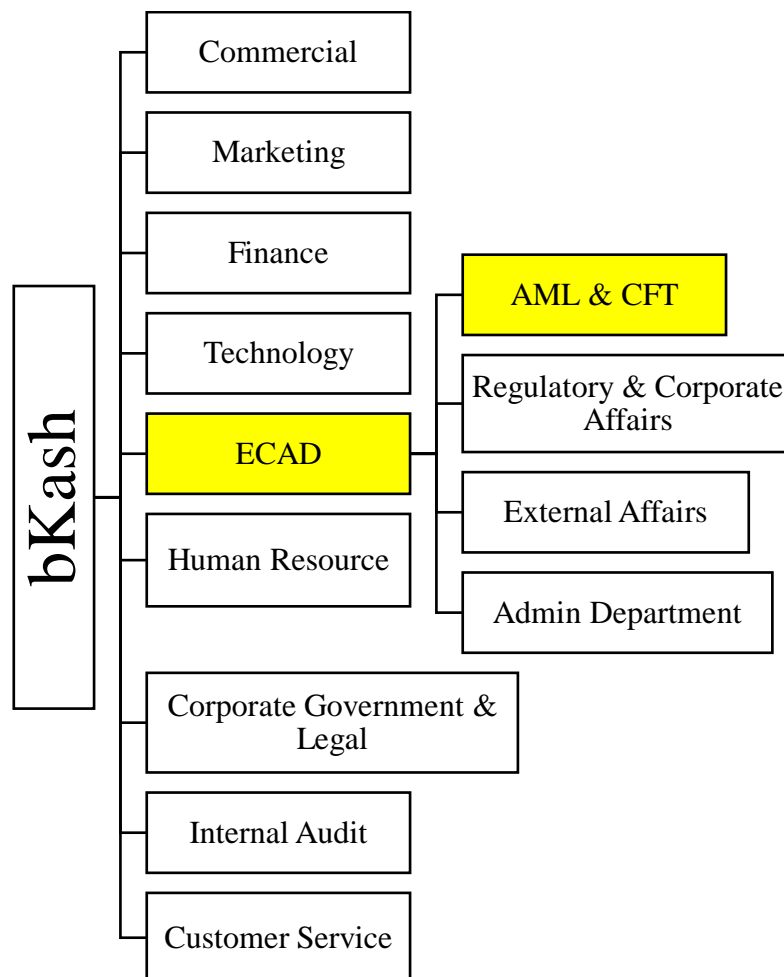 bKash
Commercial
Marketing
Finance
Technology
ECAD
Human Resource
Corporate Government &
Legal
Internal Audit
Customer Service
AML & CFT
Regulatory & Corporate
Affairs
External Affairs
Admin Department